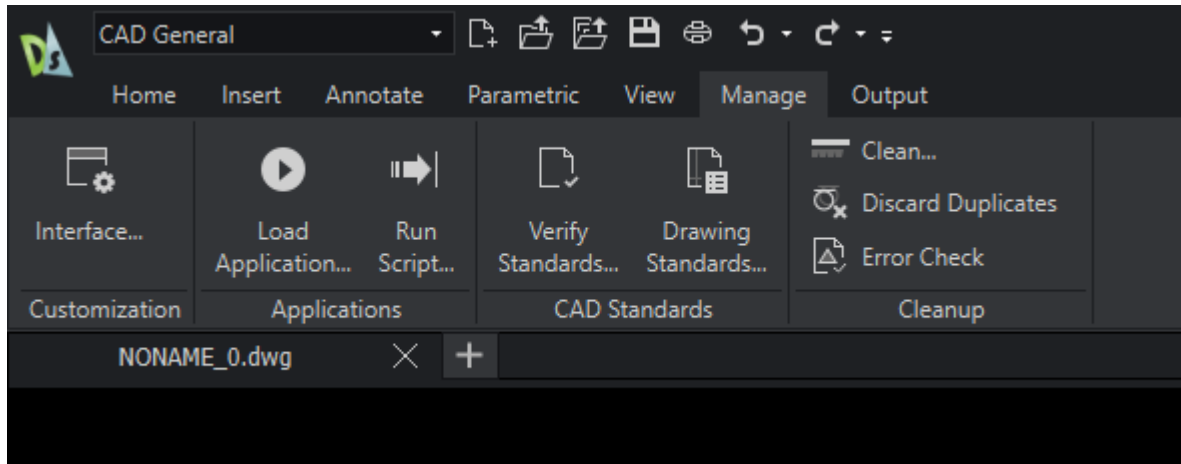 DS
CAD General
Home Insert Annotate Parametric View Manage Output
Interface...
Load Application...
Run Script...
Verify Standards...
Drawing Standards...
Clean...
Discard Duplicates
Error Check
Customization Applications CAD Standards Cleanup
NONAME_0.dwg